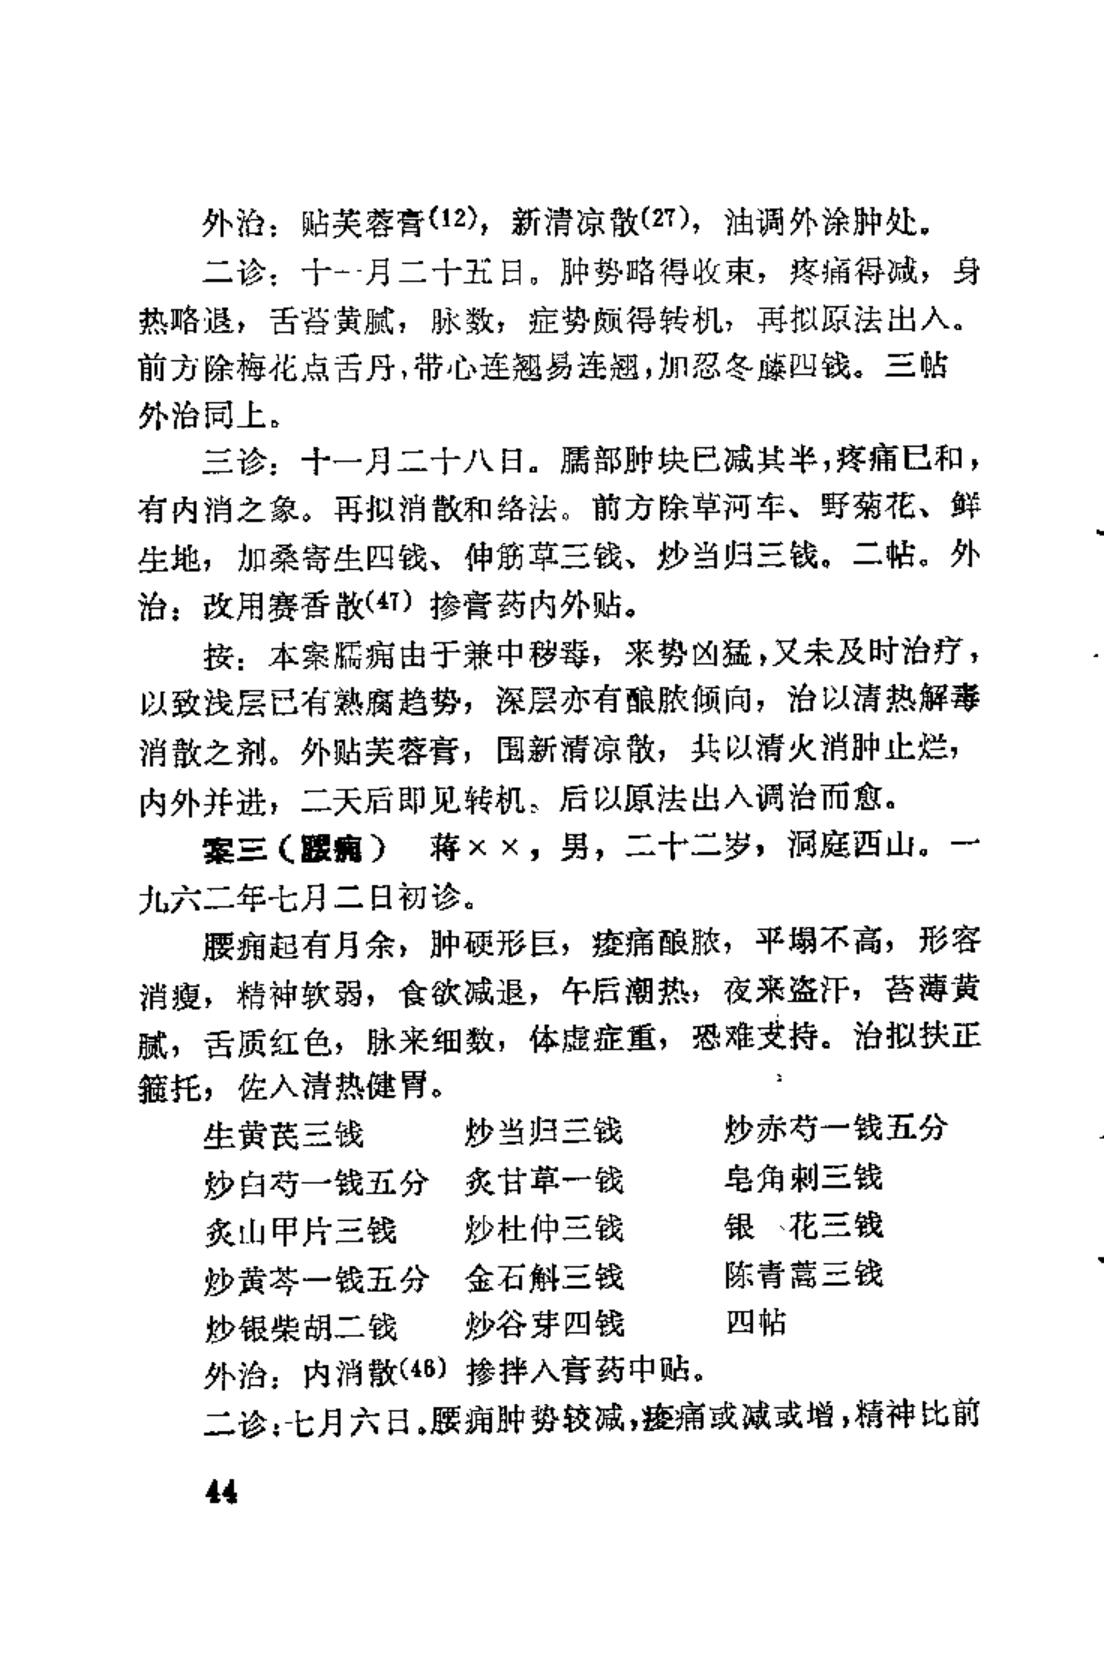 外治：贴芙蓉膏(12)，新清凉散(27)，油调外涂肿处。
二诊：十一月二十五日。肿势略得收束，疼痛得减，身
热略退，舌苔黄腻，脉数，症势颇得转机，再拟原法出入。
前方除梅花点舌丹，带心连翘易连翘，加忍冬藤四钱。三帖
外治同上。
三诊：十一月二十八日。臑部肿块已减其半，疼痛已和，
有内消之象。再拟消散和络法。前方除草河车、野菊花、鲜
生地，加桑寄生四钱、伸筋草三钱、炒当归三钱。二帖。外
治：改用赛香散(47) 掺膏药内外贴。
按：本案臑痈由于兼中秽毒，来势凶猛，又未及时治疗，
以致浅层已有熟腐趋势，深层亦有酿脓倾向，治以清热解毒
消散之剂。外贴芙蓉膏，围新清凉散，共以清火消肿止烂，
内外并进，二天后即见转机。后以原法出入调治而愈。
案三（腰痈） 蒋××，男，二十二岁，洞庭西山。一
九六二年七月二日初诊。
腰痈起有月余，肿硬形巨，痠痛酿脓，平塌不高，形容
消瘦，精神软弱，食欲减退，午后潮热，夜来盗汗，苔薄黄
腻，舌质红色，脉来细数，体虚症重，恐难支持。治拟扶正
箍托，佐入清热健胃。
生黄芪三钱 炒当归三钱 炒赤芍一钱五分
炒白芍一钱五分 炙甘草一钱 皂角刺三钱
炙山甲片三钱 炒杜仲三钱 银 花三钱
炒黄芩一钱五分 金石斛三钱 陈青蒿三钱
炒银柴胡二钱 炒谷芽四钱 四帖
外治：内消散(46) 掺拌入膏药中贴。
二诊：七月六日。腰痈肿势较减，痠痛或减或增，精神比前
44